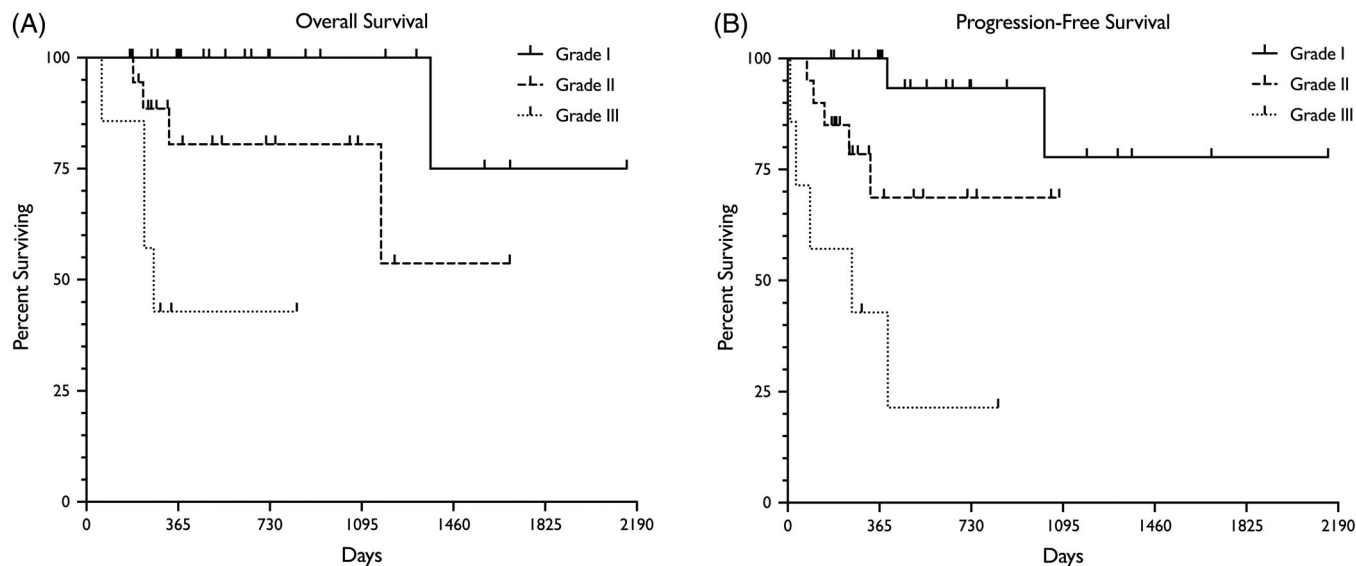 (A)
Overall Survival
Grade I
Grade II
Grade III
Percent Surviving
100
75
50
25
0
0 365 730 1095 1460 1825 2190
Days
(B)
Progression-Free Survival
Grade I
Grade II
Grade III
Percent Surviving
100
75
50
25
0
0 365 730 1095 1460 1825 2190
Days